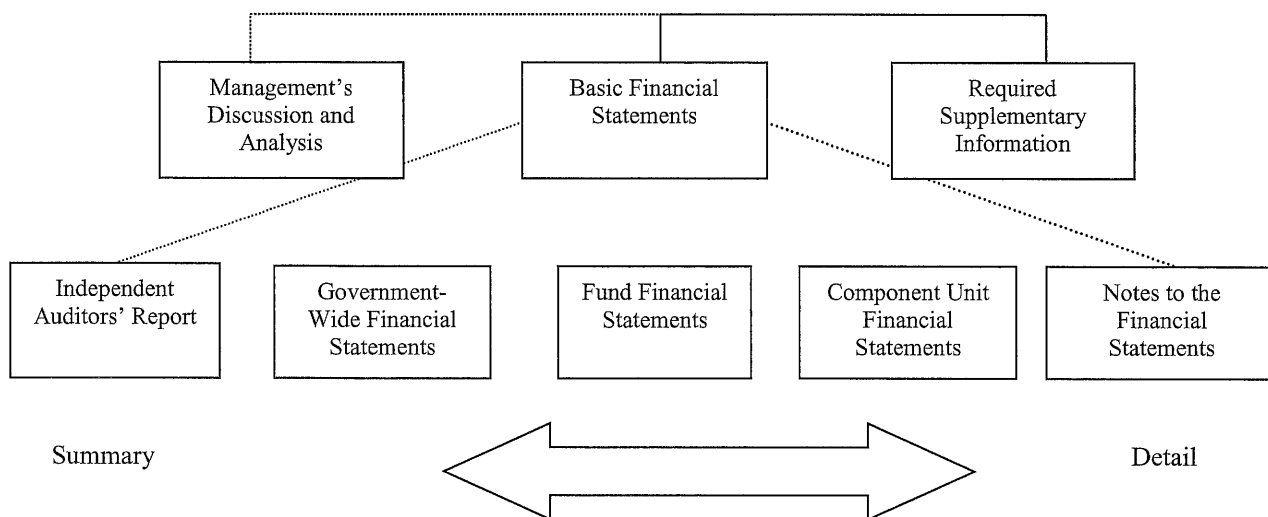 Management’s
Discussion and
Analysis
Basic Financial
Statements
Required
Supplementary
Information
Independent
Auditors’ Report
Government-
Wide Financial
Statements
Fund Financial
Statements
Component Unit
Financial
Statements
Notes to the
Financial
Statements
Summary
Detail